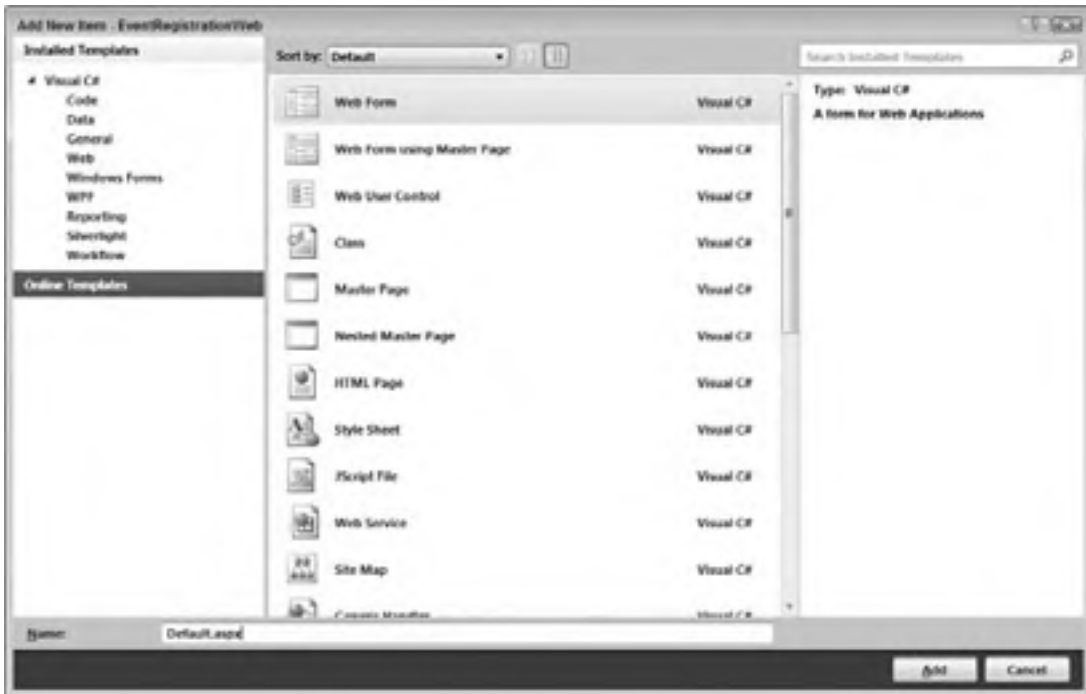 Add New Item - EventRegistrationWeb
Installed Templates
Visual C#
Code
Data
General
Web
Windows Forms
WPF
Reporting
Silverlight
Workflow
Online Templates
Sort by: Default
Web Form Visual C#
Web Form using Master Page Visual C#
Web User Control Visual C#
Class Visual C#
Master Page Visual C#
Nested Master Page Visual C#
HTML Page Visual C#
Style Sheet Visual C#
JScript File Visual C#
Web Service Visual C#
Site Map Visual C#
Generic Handler Visual C#
Search Installed Templates
Type: Visual C#
A form for Web Applications
Name: Default.aspx
Add Cancel